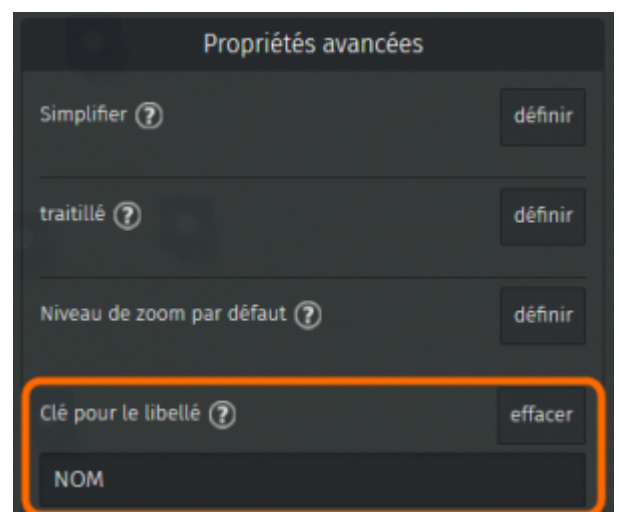 Propriétés avancées
Simplifier ? définir
traitillé ? définir
Niveau de zoom par défaut ? définir
Clé pour le libellé ? effacer
NOM